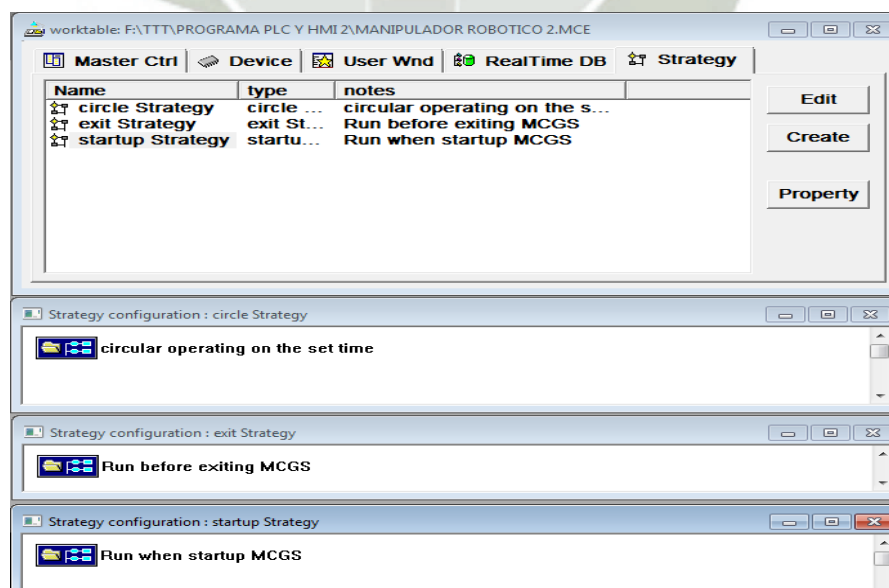 worktable: F:\TTT\PROGRAMA PLC Y HMI 2\MANIPULADOR ROBOTICO 2.MCE
Master Ctrl Device User Wnd RealTime DB Strategy
Name type notes
circle Strategy circle ... circular operating on the s...
exit Strategy exit St... Run before exiting MCGS
startup Strategy startu... Run when startup MCGS
Edit
Create
Property
Strategy configuration : circle Strategy
circular operating on the set time
Strategy configuration : exit Strategy
Run before exiting MCGS
Strategy configuration : startup Strategy
Run when startup MCGS